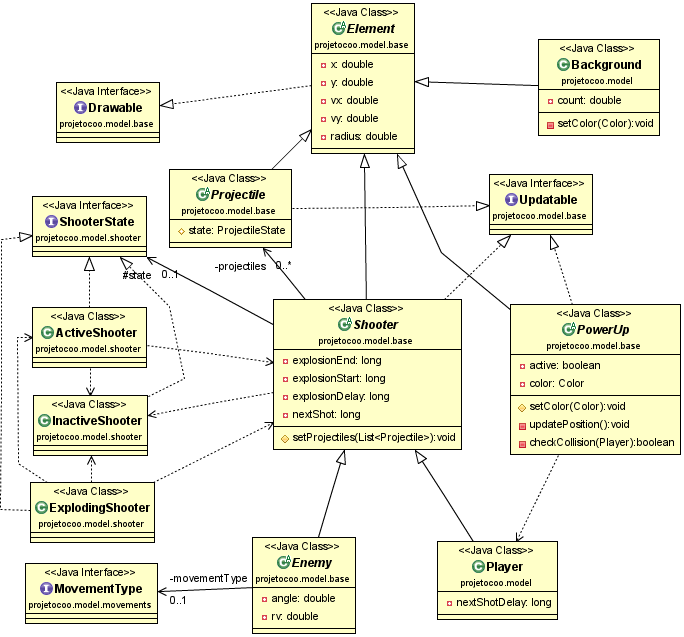 <<Java Class>>
Element
projetocoo.model.base
x: double
y: double
vx: double
vy: double
radius: double
<<Java Class>>
Background
projetocoo.model
count: double
setColor(Color):void
<<Java Interface>>
Drawable
projetocoo.model.base
<<Java Class>>
Projectile
projetocoo.model.base
state: ProjectileState
<<Java Interface>>
Updatable
projetocoo.model.base
<<Java Interface>>
ShooterState
projetocoo.model.shooter
#state
0..1
-projectiles
0..*
<<Java Class>>
ActiveShooter
projetocoo.model.shooter
<<Java Class>>
Shooter
projetocoo.model.base
explosionEnd: long
explosionStart: long
explosionDelay: long
nextShot: long
setProjectiles(List<Projectile>):void
<<Java Class>>
PowerUp
projetocoo.model.base
active: boolean
color: Color
setColor(Color):void
updatePosition():void
checkCollision(Player):boolean
<<Java Class>>
InactiveShooter
projetocoo.model.shooter
<<Java Class>>
ExplodingShooter
projetocoo.model.shooter
<<Java Interface>>
MovementType
projetocoo.model.movements
-movementType
0..1
<<Java Class>>
Enemy
projetocoo.model.base
angle: double
rv: double
<<Java Class>>
Player
projetocoo.model
nextShotDelay: long